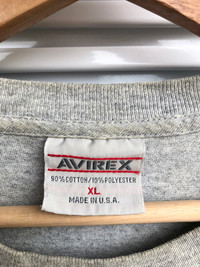 AVIREX
90% COTTON/10% POLYESTER
XL
MADE IN U.S.A.